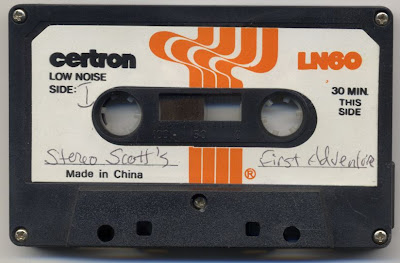 certron
LN60
LOW NOISE
SIDE: I
30 MIN.
THIS
SIDE
Stereo Scott's First Adventure
Made in China
®